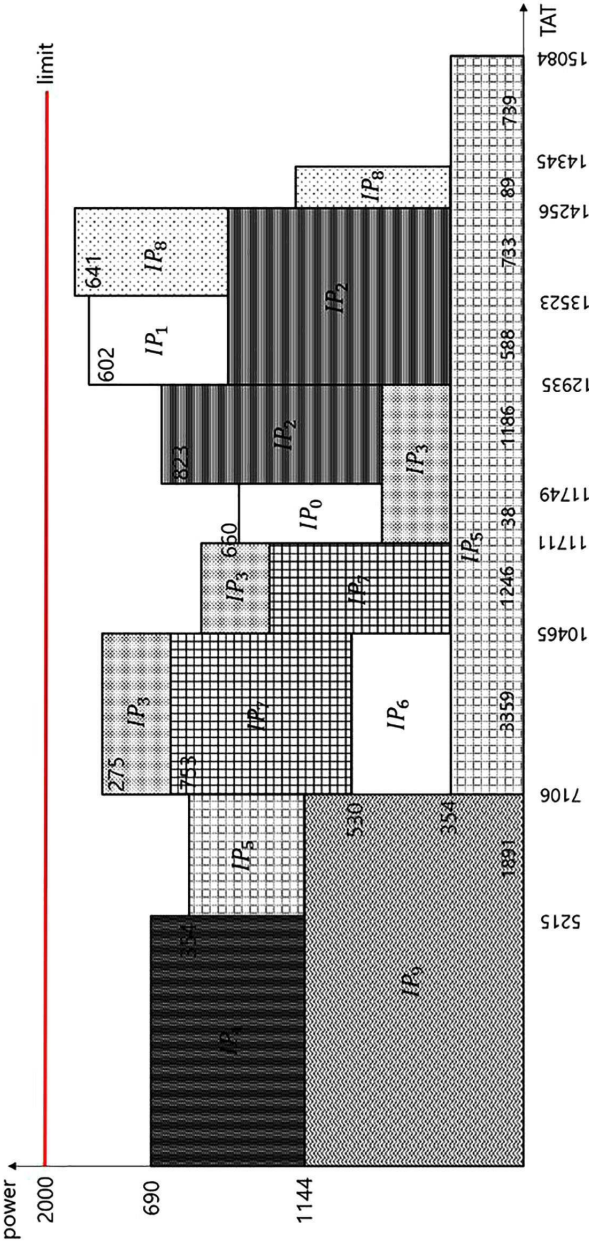 power
2000
limit
690
1144
IP4
IP9
354
IP5
1891
275
IP3
753
IP7
530
IP6
354
3359
IP3
IP7
1246
IP5
660
IP0
38
823
IP2
IP3
1186
602
IP1
IP2
588
641
IP8
733
IP8
89
739
5215
7106
10465
11711
11749
12935
13523
14256
14345
15084
TAT